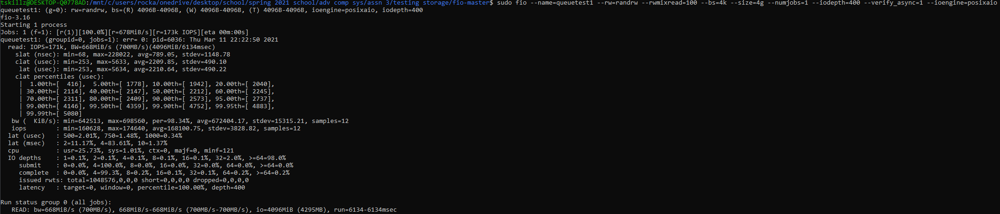 tskillz@DESKTOP-Q0778AD:/mnt/c/users/rocka/onedrive/desktop/school/spring 2021 school/adv comp sys/assn 3/testing storage/fio-master$ sudo fio --name=queuetest1 --rw=randrw --rwmixread=100 --bs=4k --size=4g --numjobs=1 --iodepth=400 --verify_async=1 --ioengine=posixaio
queuetest1: (g=0): rw=randrw, bs=(R) 4096B-4096B, (W) 4096B-4096B, (T) 4096B-4096B, ioengine=posixaio, iodepth=400
fio-3.16
Starting 1 process
Jobs: 1 (f=1): [r(1)][100.0%][r=678MiB/s][r=173k IOPS][eta 00m:00s]
queuetest1: (groupid=0, jobs=1): err= 0: pid=6036: Thu Mar 11 22:22:50 2021
  read: IOPS=171k, BW=668MiB/s (700MB/s)(4096MiB/6134msec)
    slat (nsec): min=68, max=228022, avg=789.05, stdev=1148.78
    clat (usec): min=253, max=5633, avg=2209.85, stdev=490.10
     lat (usec): min=253, max=5634, avg=2210.64, stdev=490.22
    clat percentiles (usec):
     |  1.00th=[  416],  5.00th=[ 1778], 10.00th=[ 1942], 20.00th=[ 2040],
     | 30.00th=[ 2114], 40.00th=[ 2147], 50.00th=[ 2212], 60.00th=[ 2245],
     | 70.00th=[ 2311], 80.00th=[ 2409], 90.00th=[ 2573], 95.00th=[ 2737],
     | 99.00th=[ 4146], 99.50th=[ 4359], 99.90th=[ 4752], 99.95th=[ 4883],
     | 99.99th=[ 5080]
   bw (  KiB/s): min=642513, max=698560, per=98.34%, avg=672404.17, stdev=15315.21, samples=12
   iops        : min=160628, max=174640, avg=168100.75, stdev=3828.82, samples=12
  lat (usec)   : 500=2.01%, 750=1.48%, 1000=0.34%
  lat (msec)   : 2=11.17%, 4=83.61%, 10=1.37%
  cpu          : usr=25.73%, sys=1.01%, ctx=0, majf=0, minf=121
  IO depths    : 1=0.1%, 2=0.1%, 4=0.1%, 8=0.1%, 16=0.1%, 32=2.0%, >=64=98.0%
     submit    : 0=0.0%, 4=100.0%, 8=0.0%, 16=0.0%, 32=0.0%, 64=0.0%, >=64=0.0%
     complete  : 0=0.0%, 4=99.3%, 8=0.2%, 16=0.1%, 32=0.1%, 64=0.2%, >=64=0.2%
     issued rwts: total=1048576,0,0,0 short=0,0,0,0 dropped=0,0,0,0
     latency   : target=0, window=0, percentile=100.00%, depth=400
Run status group 0 (all jobs):
   READ: bw=668MiB/s (700MB/s), 668MiB/s-668MiB/s (700MB/s-700MB/s), io=4096MiB (4295MB), run=6134-6134msec